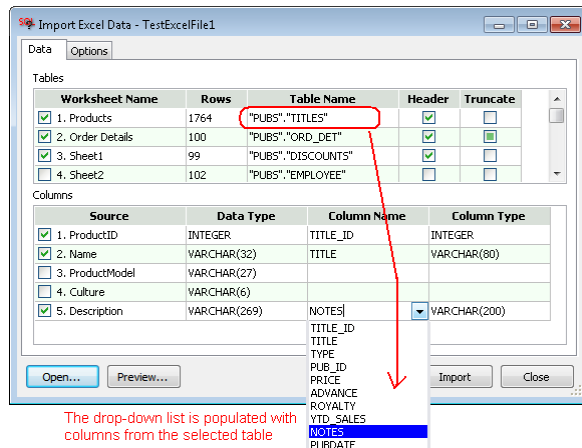 SQL Import Excel Data - TestExcelFile1
Data Options
Tables
Worksheet Name Rows Table Name Header Truncate
1. Products 1764 "PUBS"."TITLES"
2. Order Details 100 "PUBS"."ORD_DET"
3. Sheet1 99 "PUBS"."DISCOUNTS"
4. Sheet2 102 "PUBS"."EMPLOYEE"
Columns
Source Data Type Column Name Column Type
1. ProductID INTEGER TITLE_ID INTEGER
2. Name VARCHAR(32) TITLE VARCHAR(80)
3. ProductModel VARCHAR(27)
4. Culture VARCHAR(6)
5. Description VARCHAR(269) NOTES VARCHAR(200)
TITLE_ID
TITLE
TYPE
PUB_ID
PRICE
ADVANCE
ROYALTY
YTD_SALES
NOTES
PUBDATE
Open... Preview... Import Close
The drop-down list is populated with
columns from the selected table